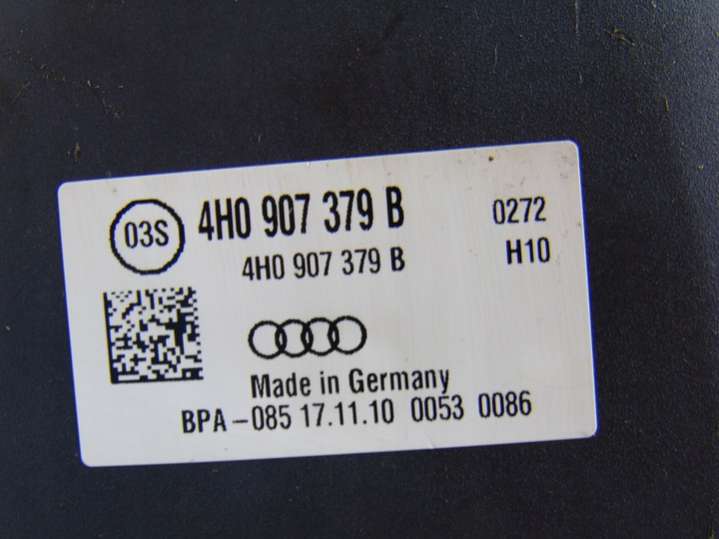 03S 4H0 907 379 B 0272
4H0 907 379 B H10
Made in Germany
BPA-085 17.11.10 0053 0086